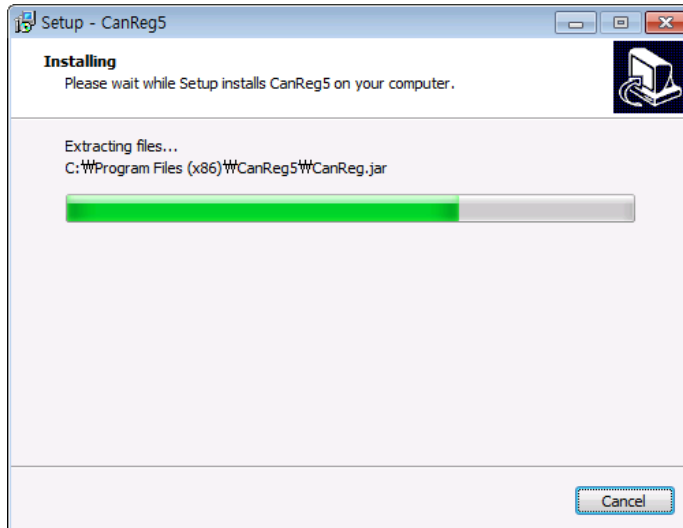 Setup - CanReg5
Installing
Please wait while Setup installs CanReg5 on your computer.
Extracting files...
C:₩Program Files (x86)₩CanReg5₩CanReg.jar
Cancel